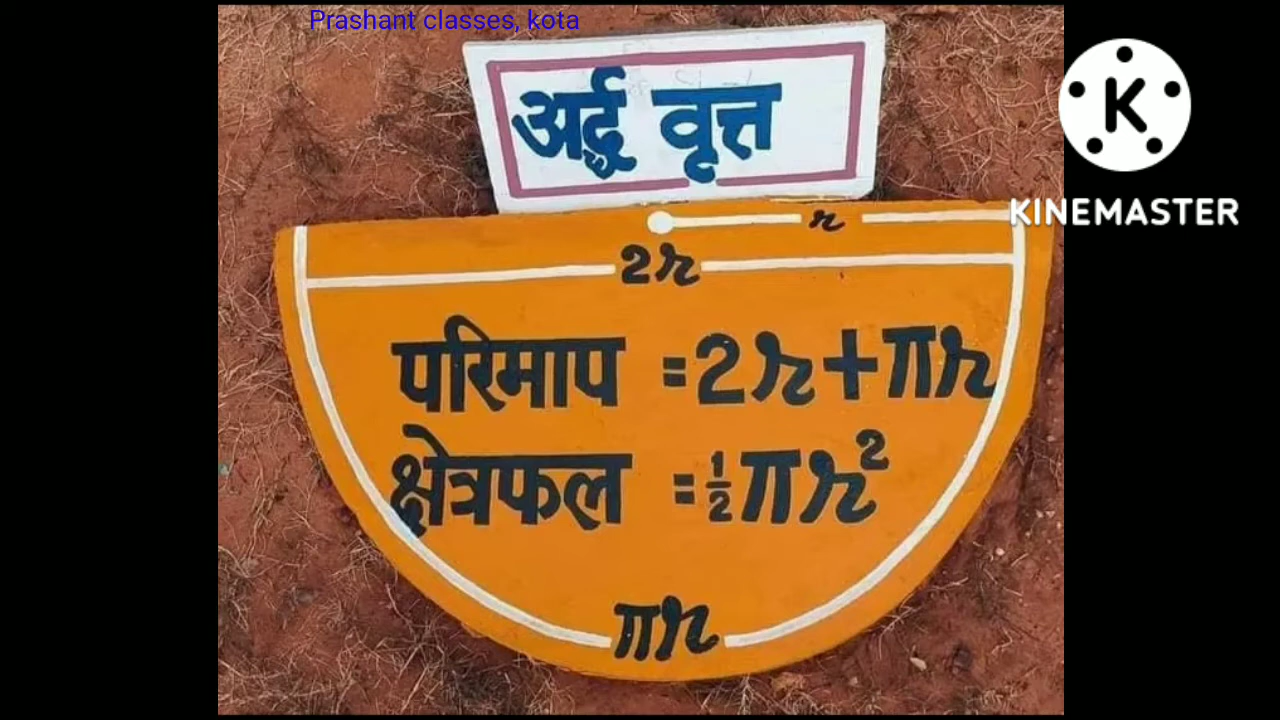 Prashant classes, kota
अर्द्ध वृत्त
K
KINEMASTER
r
2r
परिमाप =2r+πr
क्षेत्रफल =½πr²
πr